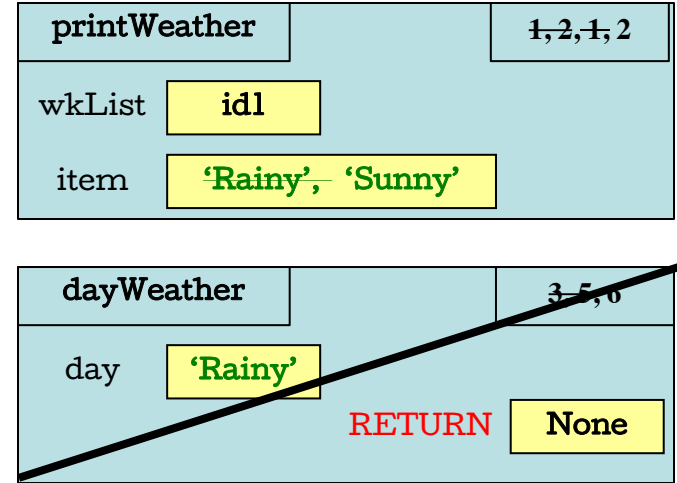 printWeather 1, 2, 1, 2
wkList id1
item ‘Rainy’, ‘Sunny’
dayWeather 3, 5, 6
day ‘Rainy’
RETURN None